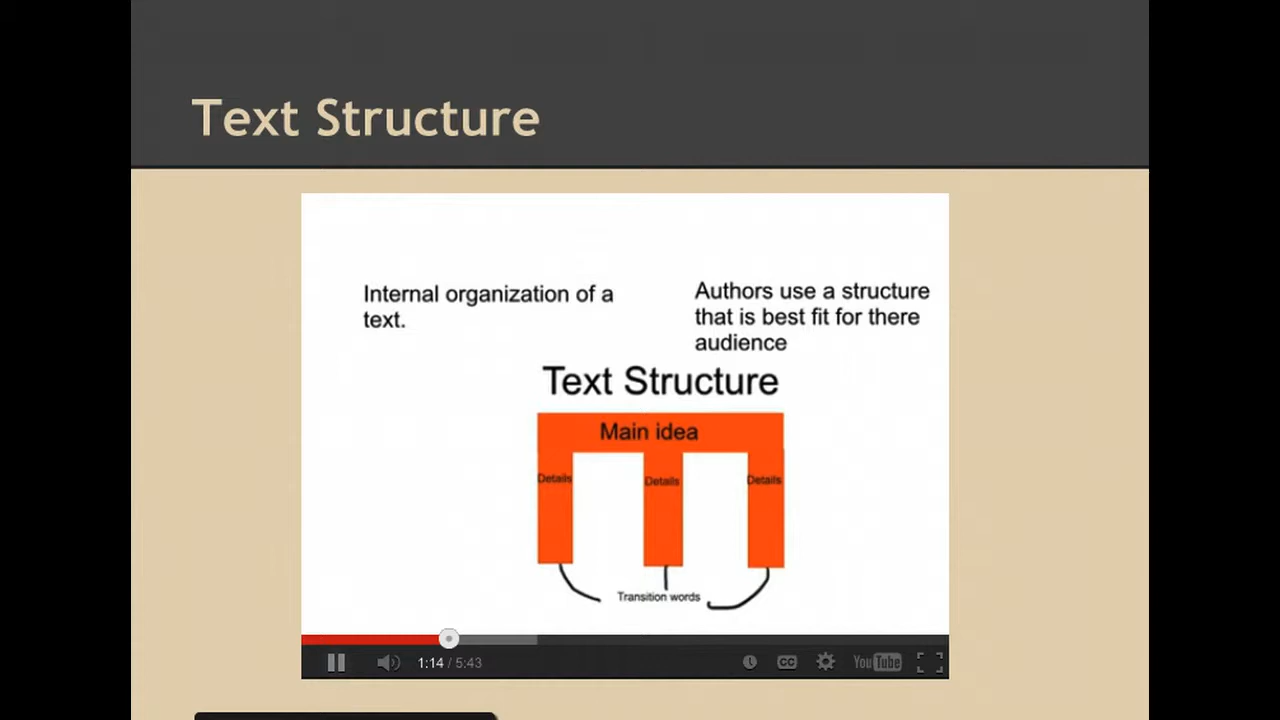 Text Structure
Internal organization of a
text.
Authors use a structure
that is best fit for there
audience
Text Structure
Main idea
Details
Details
Details
Transition words
1:14 / 5:43
CC
YouTube